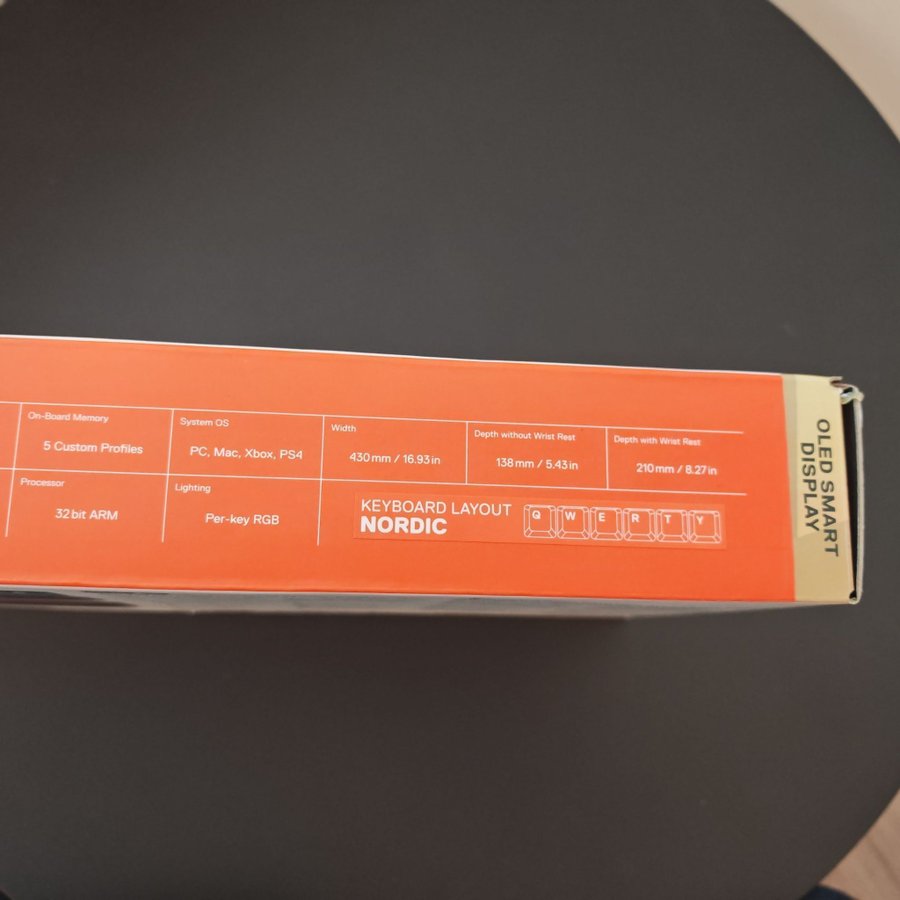 On-Board Memory
5 Custom Profiles
System OS
PC, Mac, Xbox, PS4
Width
430 mm / 16.93 in
Depth without Wrist Rest
138 mm / 5.43 in
Depth with Wrist Rest
210 mm / 8.27 in
Processor
32 bit ARM
Lighting
Per-key RGB
KEYBOARD LAYOUT
NORDIC
Q W E R T Y
OLED SMART
DISPLAY